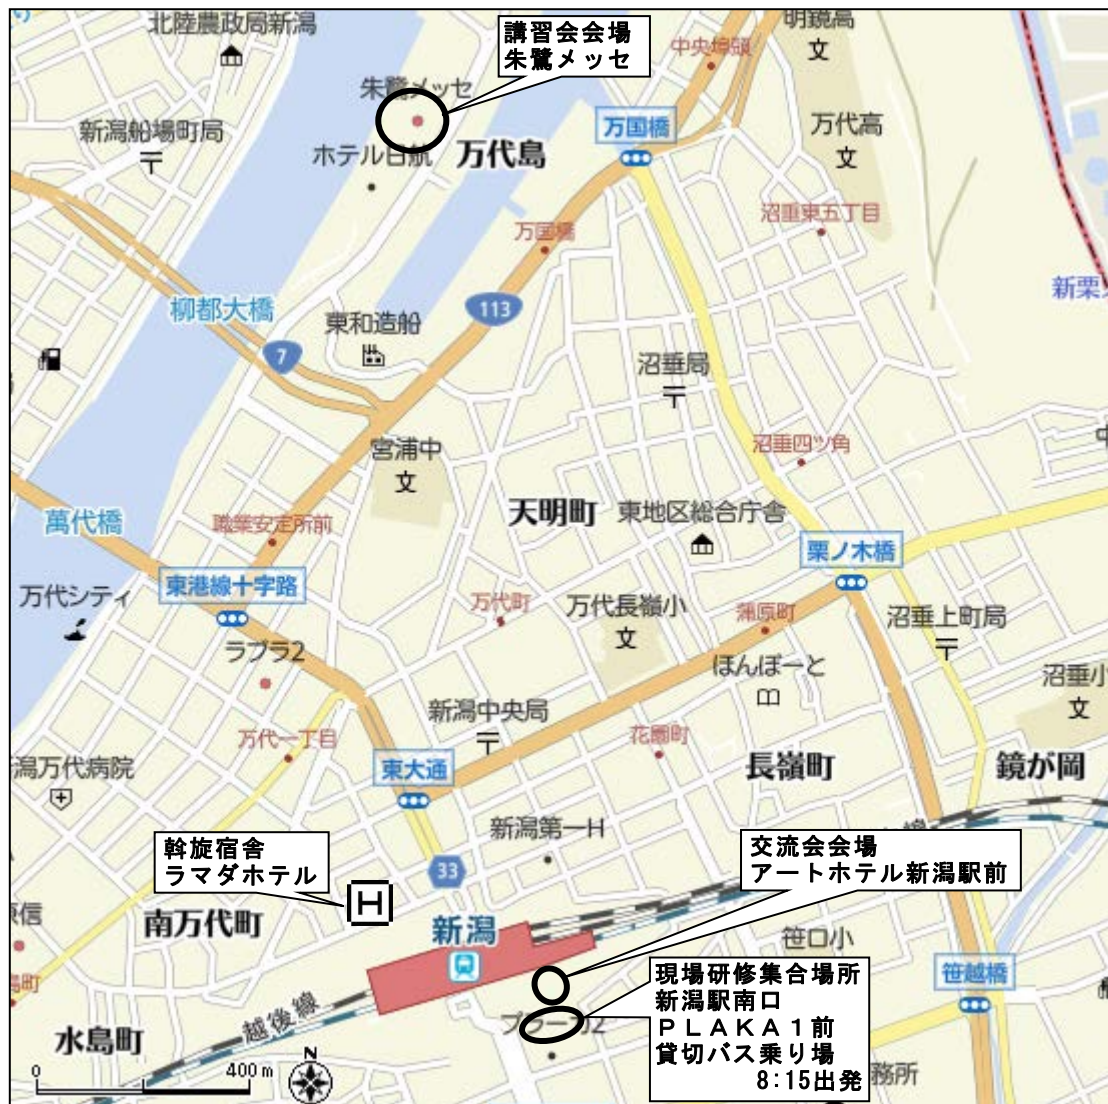 北陸農政局新潟
講習会会場
朱鷺メッセ
明鏡高
中央埠頭
朱鷺メッセ
新潟船場町局
万国橋
万代高
ホテル日航
万代島
沼垂東五丁目
万国橋
新栗
柳都大橋
113
東和造船
7
沼垂局
宮浦中
沼垂四ツ角
天明町
東地区総合庁舎
萬代橋
職業安定所前
栗ノ木橋
東港線十字路
万代シティ
万代町
万代長嶺小
蒲原町
沼垂上町局
ラブラ2
ほんぽーと
沼垂小
新潟中央局
万代一丁目
花園町
潟万代病院
東大通
長嶺町
鏡が岡
新潟第一H
斡旋宿舎
ラマダホテル
交流会会場
アートホテル新潟駅前
33
H
南万代町
新潟
笹口小
笹越橋
現場研修集合場所
新潟駅南口
PLAKA1前
貸切バス乗り場
8:15出発
越後線
プラーカ2
水島町
務所
0
400m
N